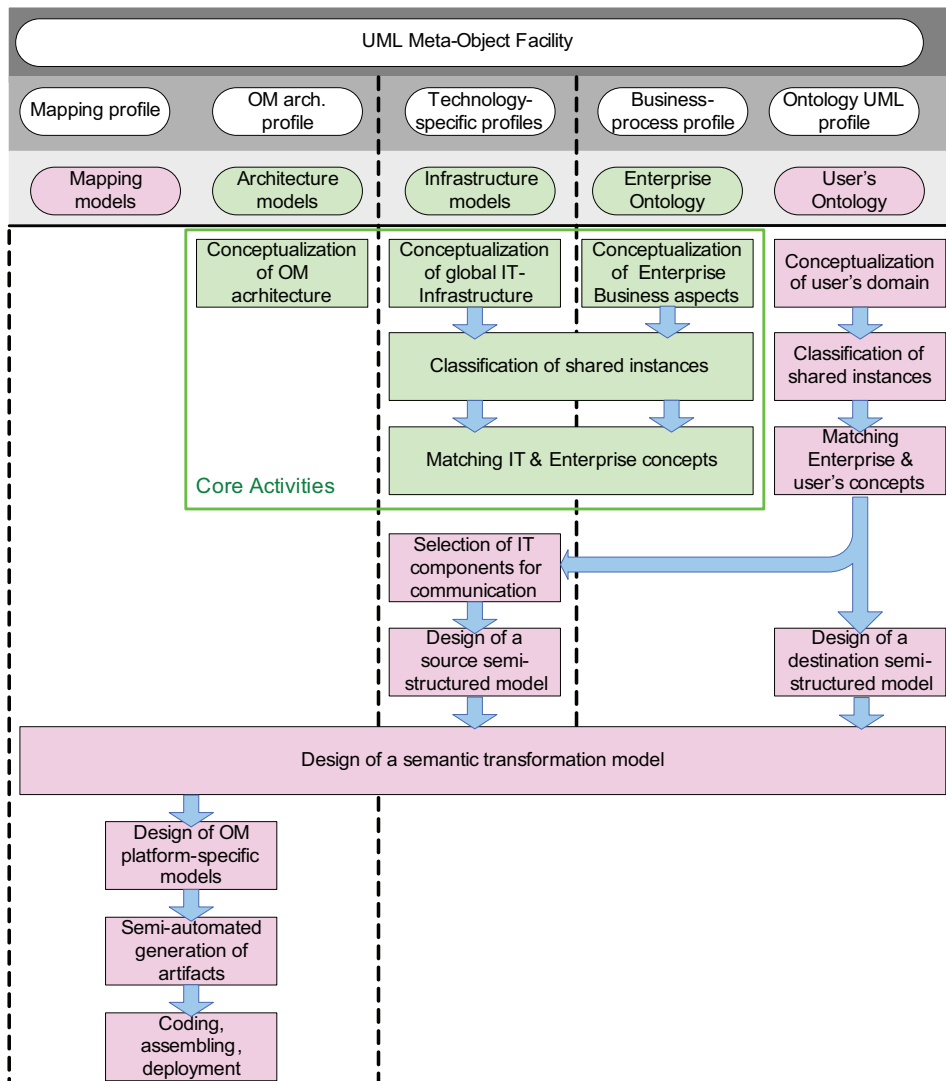 UML Meta-Object Facility
Mapping profile
OM arch.
profile
Technology-
specific profiles
Business-
process profile
Ontology UML
profile
Mapping
models
Architecture
models
Infrastructure
models
Enterprise
Ontology
User's
Ontology
Conceptualization
of OM
acrhitecture
Conceptualization
of global IT-
Infrastructure
Conceptualization
of Enterprise
Business aspects
Conceptualization
of user's domain
Classification of shared instances
Classification of
shared instances
Matching IT & Enterprise concepts
Matching
Enterprise &
user's concepts
Core Activities
Selection of IT
components for
communication
Design of a
source semi-
structured model
Design of a
destination semi-
structured model
Design of a semantic transformation model
Design of OM
platform-specific
models
Semi-automated
generation of
artifacts
Coding,
assembling,
deployment